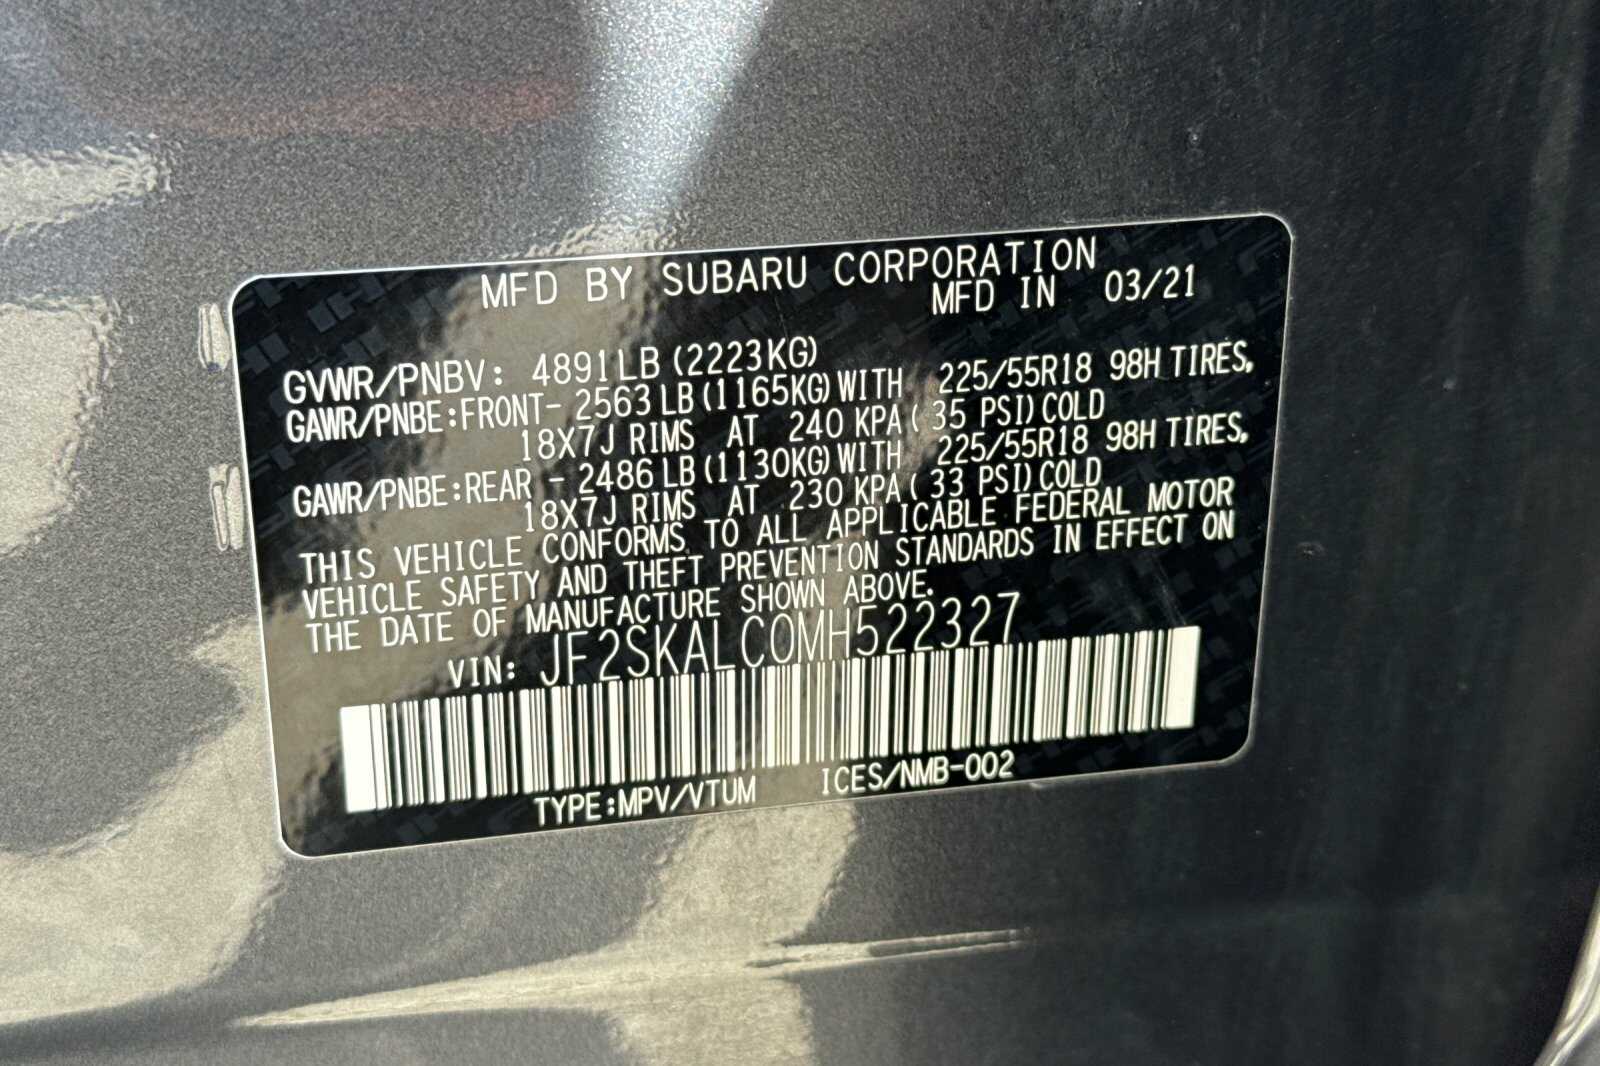 MFD BY SUBARU CORPORATION
MFD IN 03/21
GVWR/PNBV: 4891LB (2223KG)
GAWR/PNBE:FRONT- 2563 LB (1165KG) WITH 225/55R18 98H TIRES,
18X7J RIMS AT 240 KPA( 35 PSI) COLD
GAWR/PNBE:REAR - 2486 LB (1130KG) WITH 225/55R18 98H TIRES,
18X7J RIMS AT 230 KPA( 33 PSI) COLD
THIS VEHICLE CONFORMS TO ALL APPLICABLE FEDERAL MOTOR
VEHICLE SAFETY AND THEFT PREVENTION STANDARDS IN EFFECT ON
THE DATE OF MANUFACTURE SHOWN ABOVE.
VIN: JF2SKALC0MH522327
TYPE:MPV/VTUM ICES/NMB-002